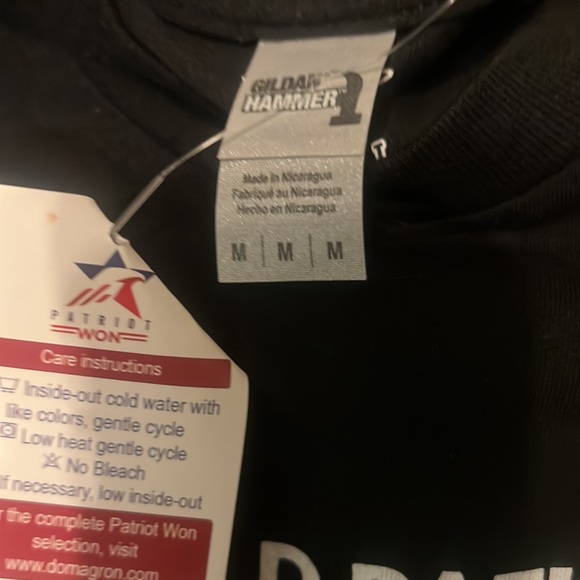 GILDAN
HAMMER
Made in Nicaragua
Fabriqué au Nicaragua
Hecho en Nicaragua
M | M | M
PATRIOT
WON
Care instructions
Inside-out cold water with
like colors, gentle cycle
Low heat gentle cycle
No Bleach
If necessary, low inside-out
the complete Patriot Won
selection, visit
www.domagron.com